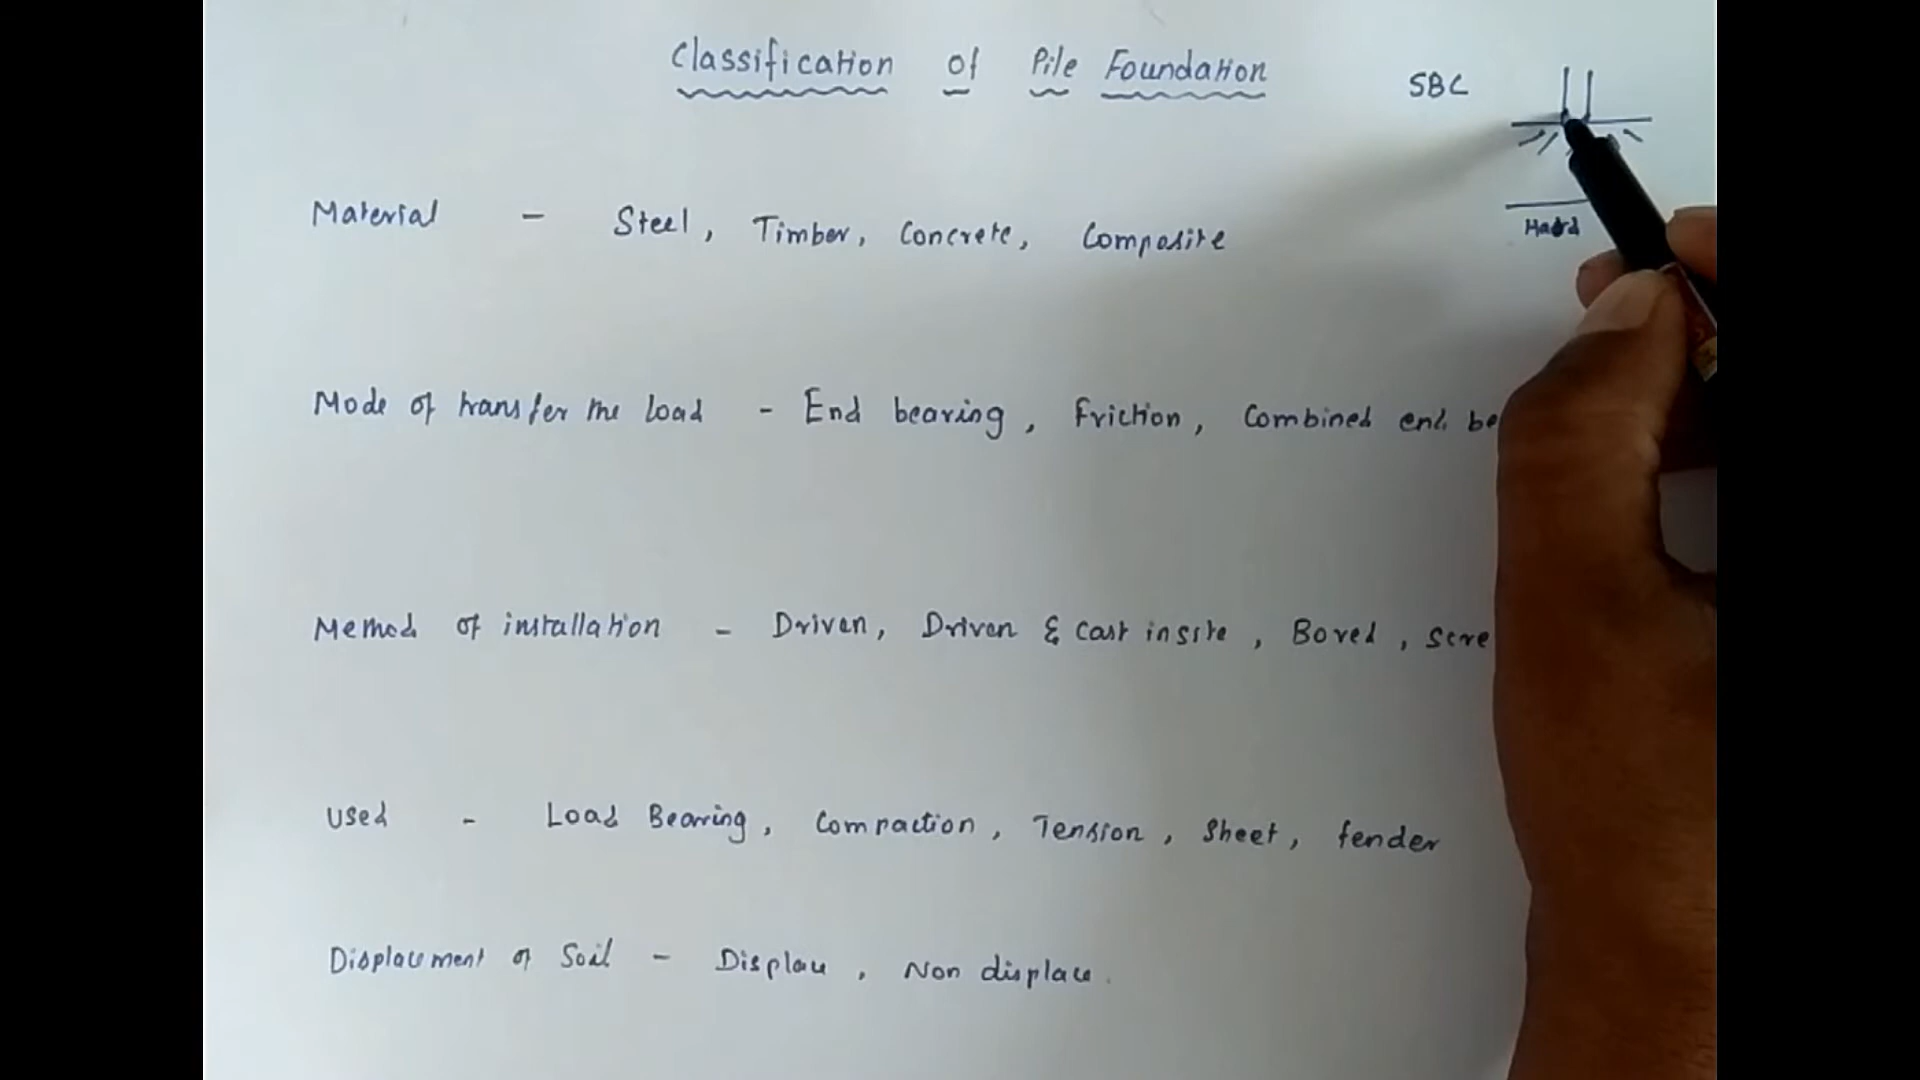 Classification of Pile Foundation
SBC
Material - Steel, Timber, Concrete, Composite
Hard
Mode of transfer the load - End bearing, Friction, Combined end be
Method of installation - Driven, Driven & Cast insite, Bored, Scre
Used - Load Bearing, Compaction, Tension, Sheet, fender
Displacement of Soil - Displace, Non displace.